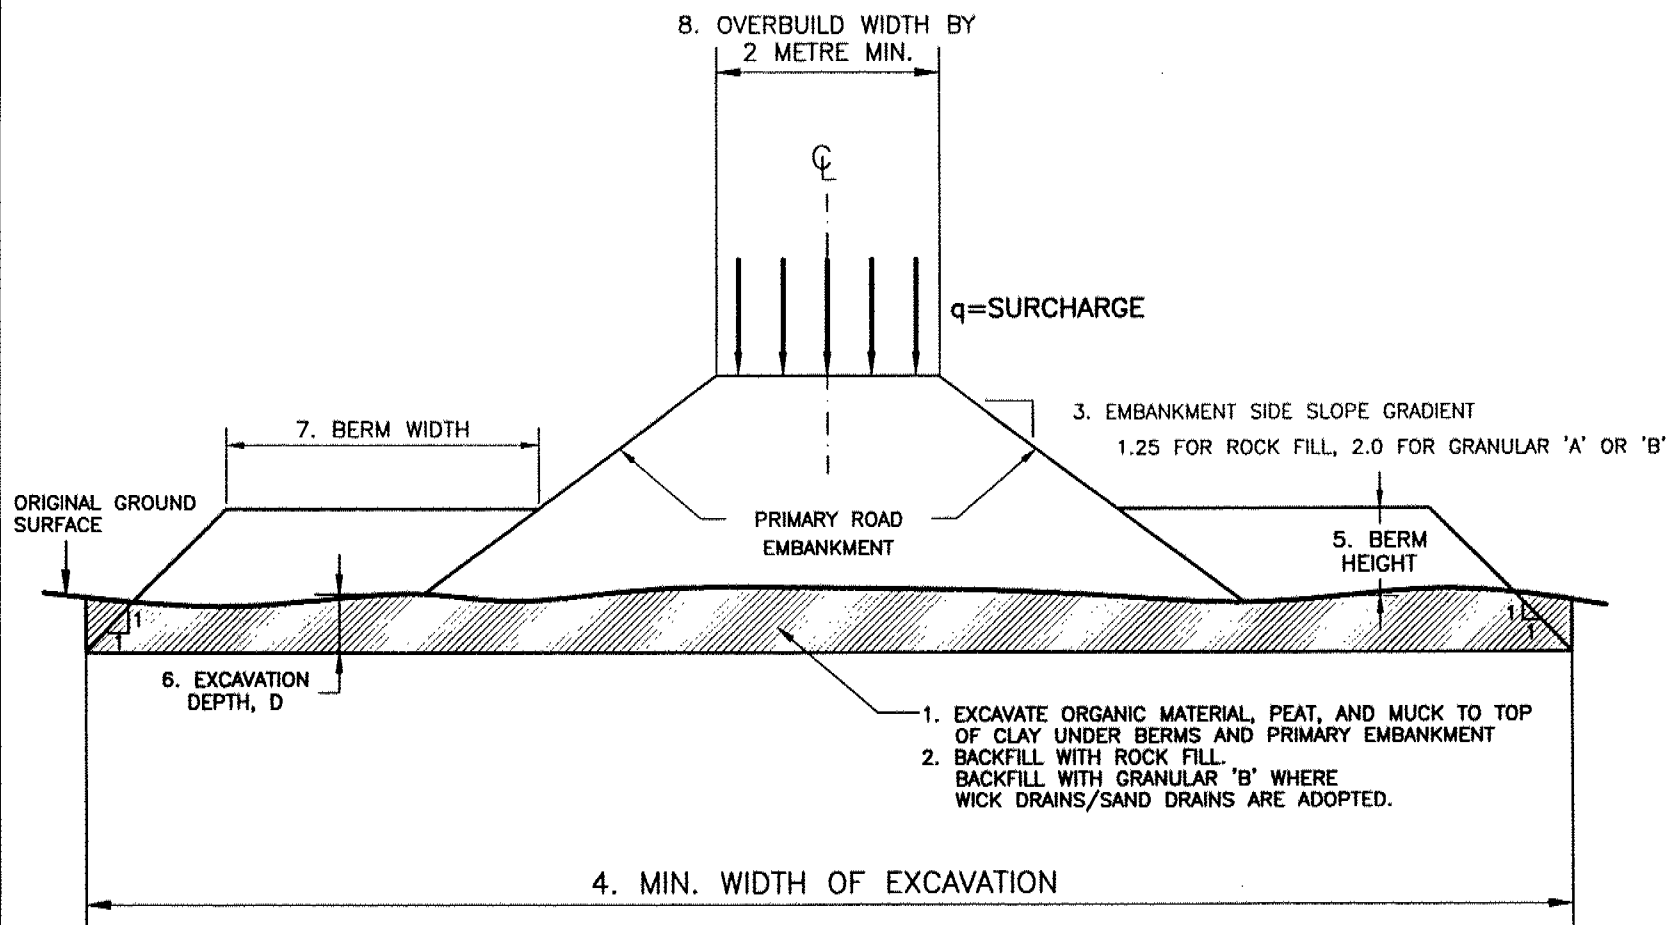 8. OVERBUILD WIDTH BY
2 METRE MIN.
℄
q=SURCHARGE
3. EMBANKMENT SIDE SLOPE GRADIENT
1.25 FOR ROCK FILL, 2.0 FOR GRANULAR 'A' OR 'B'
7. BERM WIDTH
ORIGINAL GROUND
SURFACE
PRIMARY ROAD
EMBANKMENT
5. BERM
HEIGHT
1
1
1
1
6. EXCAVATION
DEPTH, D
1. EXCAVATE ORGANIC MATERIAL, PEAT, AND MUCK TO TOP
OF CLAY UNDER BERMS AND PRIMARY EMBANKMENT
2. BACKFILL WITH ROCK FILL.
BACKFILL WITH GRANULAR 'B' WHERE
WICK DRAINS/SAND DRAINS ARE ADOPTED.
4. MIN. WIDTH OF EXCAVATION